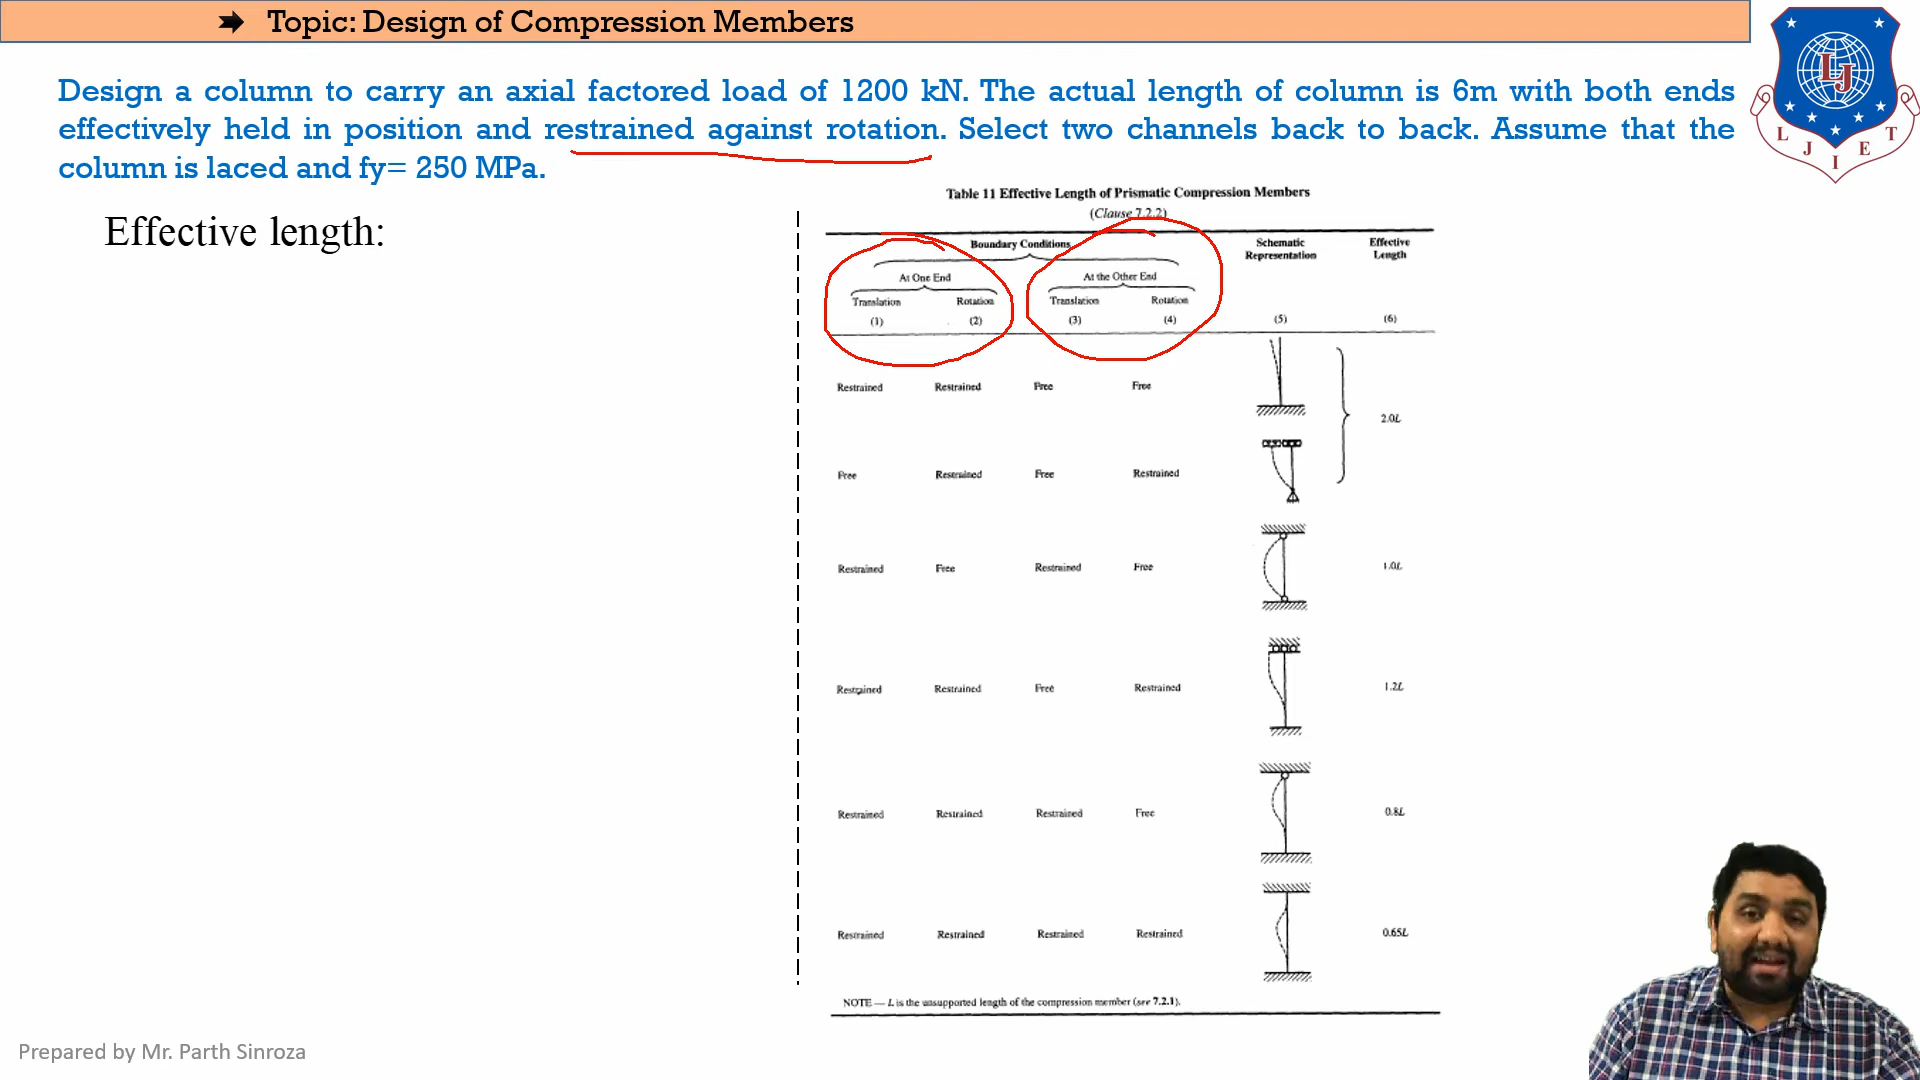 Topic: Design of Compression Members
Design a column to carry an axial factored load of 1200 kN. The actual length of column is 6m with both ends
effectively held in position and restrained against rotation. Select two channels back to back. Assume that the
column is laced and fy= 250 MPa.
LJ
L J I E T
Effective length:
Table 11 Effective Length of Prismatic Compression Members
(Clause 7.2.2)
Boundary Conditions
Schematic Representation
Effective Length
At One End
At the Other End
Translation Rotation Translation Rotation
(1) (2) (3) (4) (5) (6)
Restrained Restrained Free Free
2.0L
Free Restrained Free Restrained
Restrained Free Restrained Free 1.0L
Restrained Restrained Free Restrained 1.2L
Restrained Restrained Restrained Free 0.8L
Restrained Restrained Restrained Restrained 0.65L
NOTE — L is the unsupported length of the compression member (see 7.2.1).
Prepared by Mr. Parth Sinroza